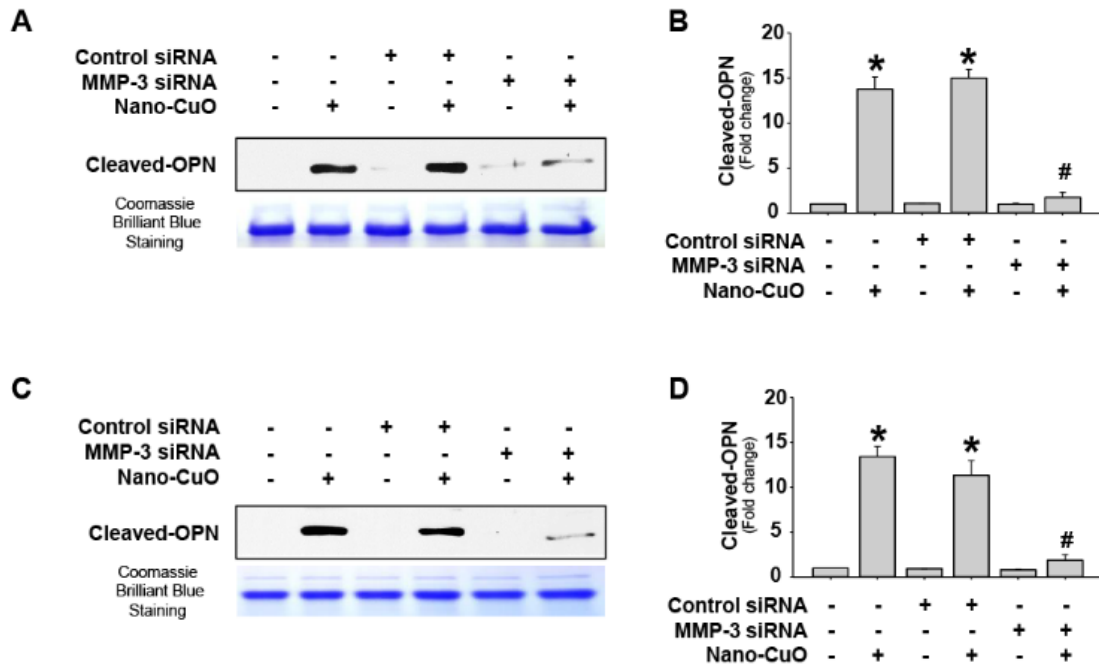 A
Control siRNA - - + + - -
MMP-3 siRNA - - - - + +
Nano-CuO - + - + - +
Cleaved-OPN
Coomassie
Brilliant Blue
Staining
B
Cleaved-OPN
(Fold change)
20
15
10
5
0
* * #
Control siRNA - - + + - -
MMP-3 siRNA - - - - + +
Nano-CuO - + - + - +
C
Control siRNA - - + + - -
MMP-3 siRNA - - - - + +
Nano-CuO - + - + - +
Cleaved-OPN
Coomassie
Brilliant Blue
Staining
D
Cleaved-OPN
(Fold change)
20
15
10
5
0
* * #
Control siRNA - - + + - -
MMP-3 siRNA - - - - + +
Nano-CuO - + - + - +